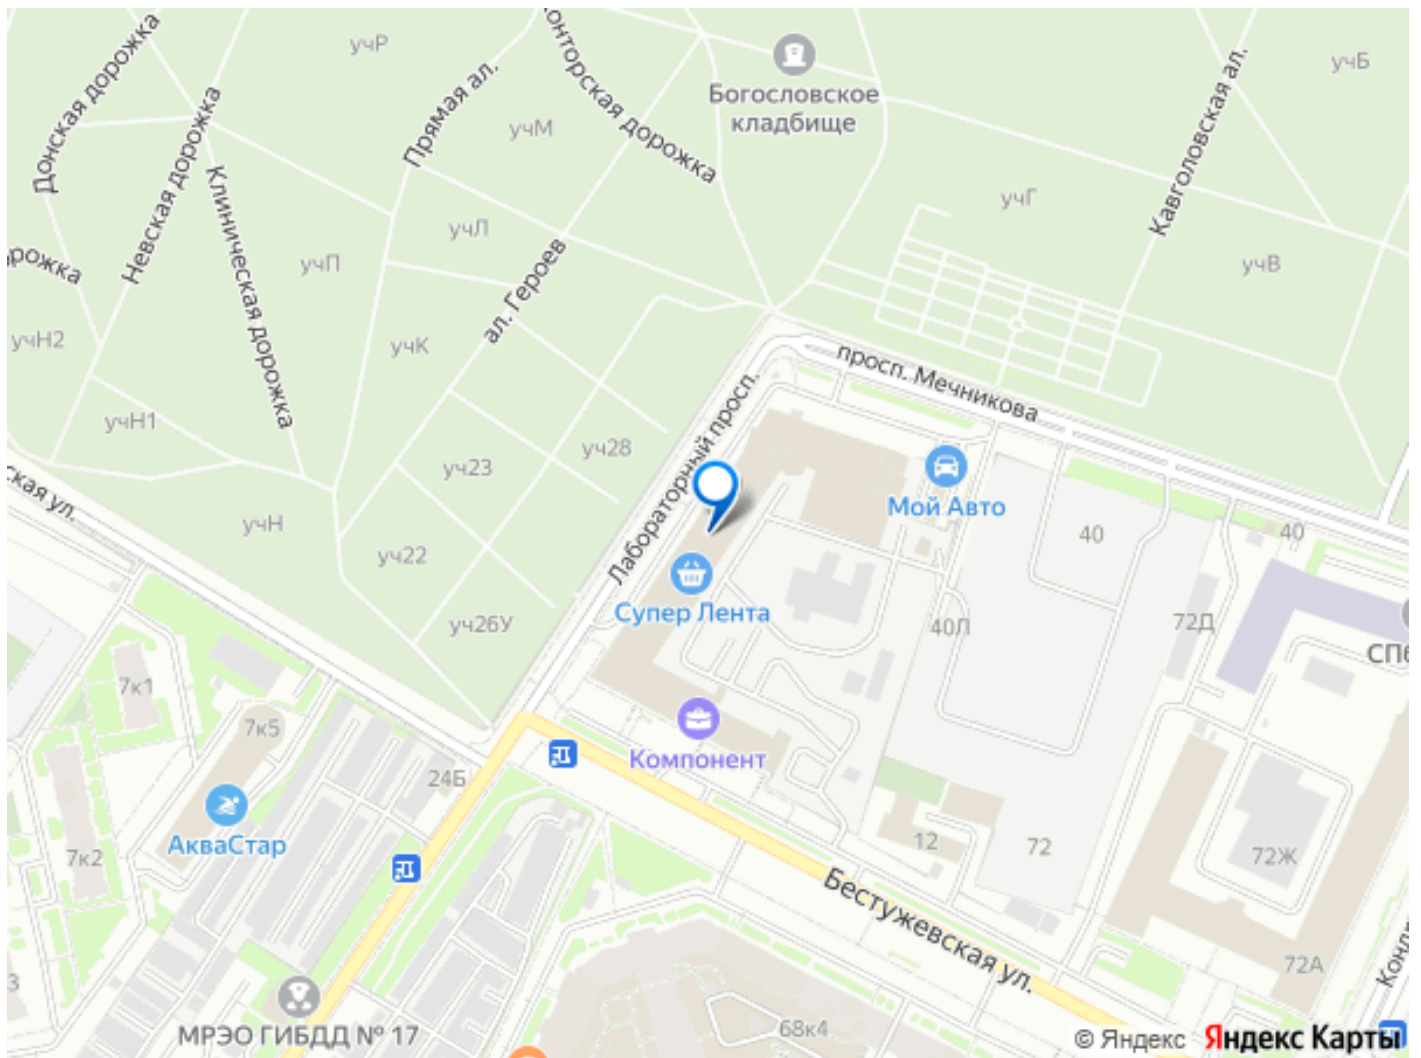 учР
Богословское
кладбище
учБ
Донская дорожка
Невская дорожка
Прямая ал.
учМ
Конторская дорожка
Кавголовская ал.
Клиническая дорожка
учГ
учЛ
учП
ал. Героев
учВ
дорожка
учН2
учК
просп. Мечникова
Лабораторный просп.
учН1
уч28
уч23
Мой Авто
учН
40
40
уч22
Супер Лента
уч26У
40Л
72Д
ская ул.
СПб
7к1
7к5
Компонент
24Б
АкваСтар
7к2
12
72
72Ж
Бестужевская ул.
72А
Конд
3
МРЭО ГИБДД № 17
68к4
© Яндекс Яндекс Карты